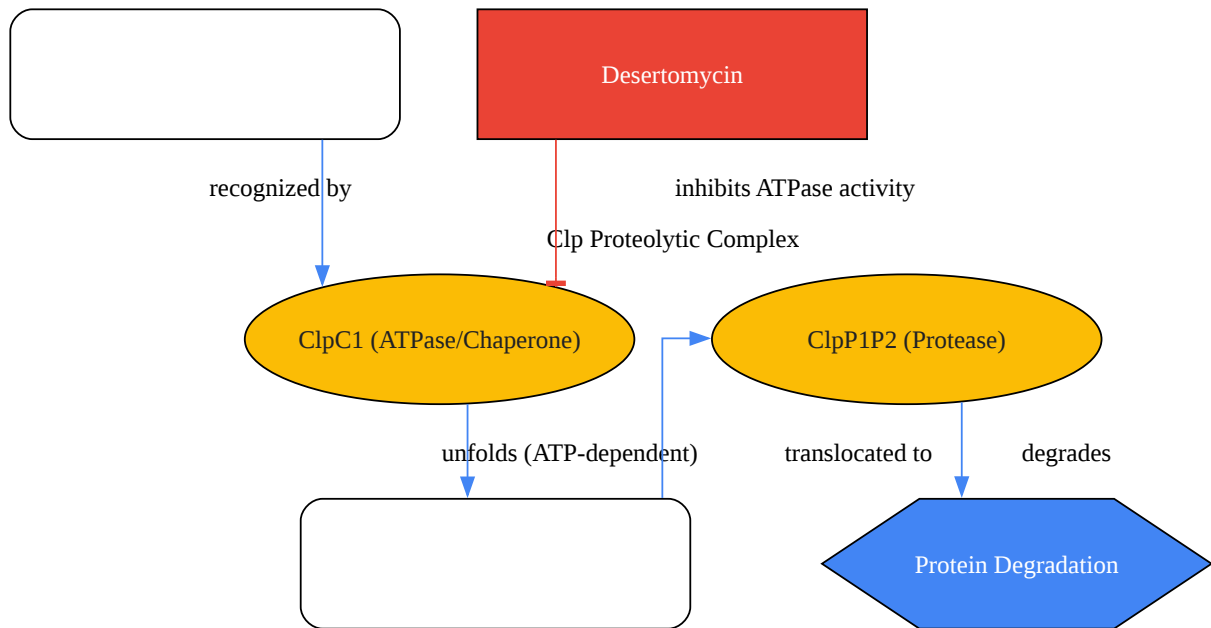 Desertomycin
recognized by
inhibits ATPase activity
Clp Proteolytic Complex
ClpC1 (ATPase/Chaperone)
ClpP1P2 (Protease)
unfolds (ATP-dependent)
translocated to
degrades
Protein Degradation